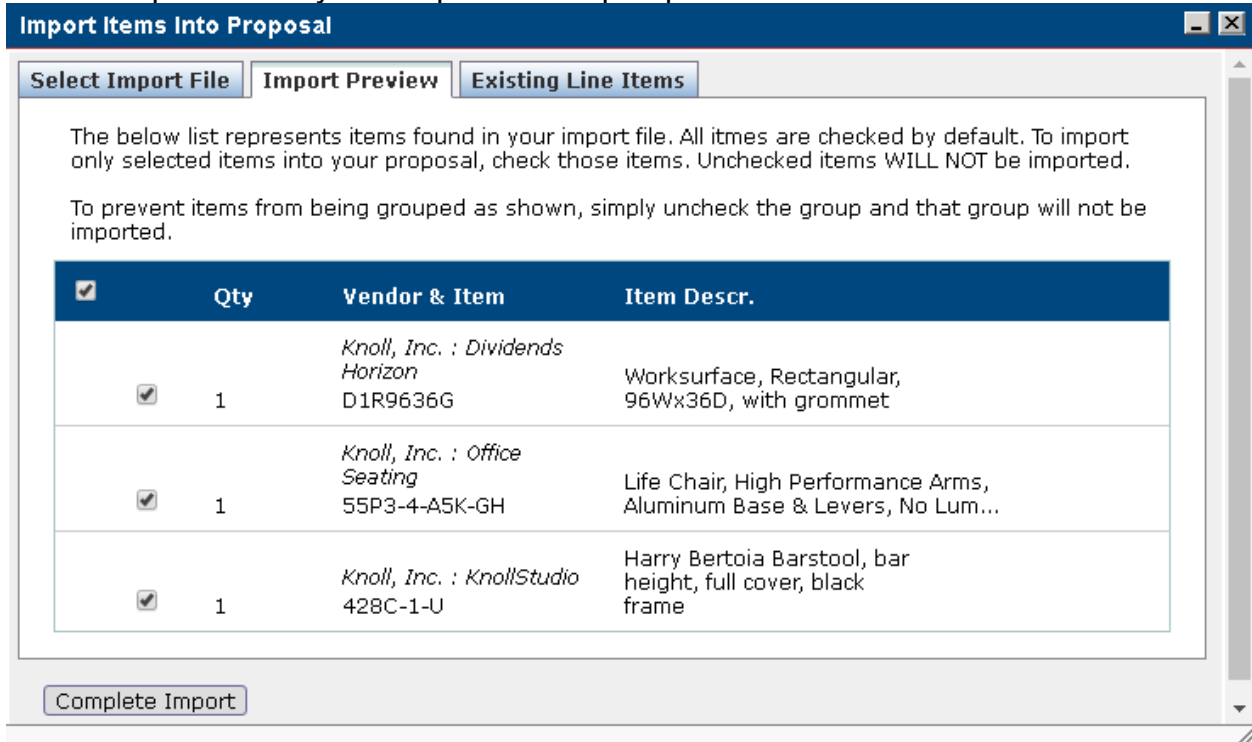 Import Items Into Proposal
Select Import File
Import Preview
Existing Line Items
The below list represents items found in your import file. All itmes are checked by default. To import
only selected items into your proposal, check those items. Unchecked items WILL NOT be imported.
To prevent items from being grouped as shown, simply uncheck the group and that group will not be
imported.
Qty Vendor & Item Item Descr.
Knoll, Inc. : Dividends
Horizon
D1R9636G
1
Worksurface, Rectangular,
96Wx36D, with grommet
Knoll, Inc. : Office
Seating
55P3-4-A5K-GH
1
Life Chair, High Performance Arms,
Aluminum Base & Levers, No Lum...
Knoll, Inc. : KnollStudio
428C-1-U
1
Harry Bertoia Barstool, bar
height, full cover, black
frame
Complete Import